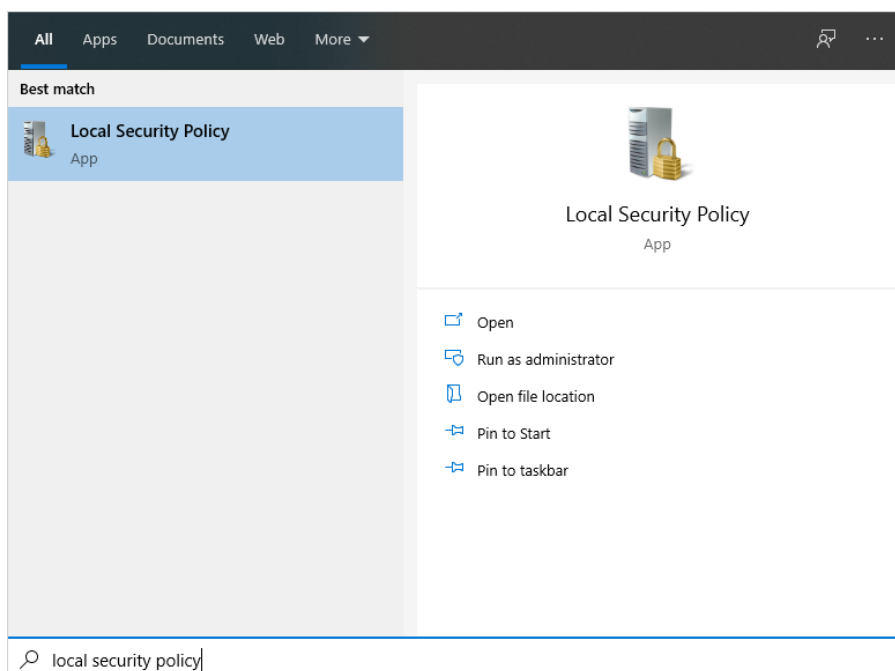 All Apps Documents Web More
Best match
Local Security Policy
App
Local Security Policy
App
Open
Run as administrator
Open file location
Pin to Start
Pin to taskbar
local security policy